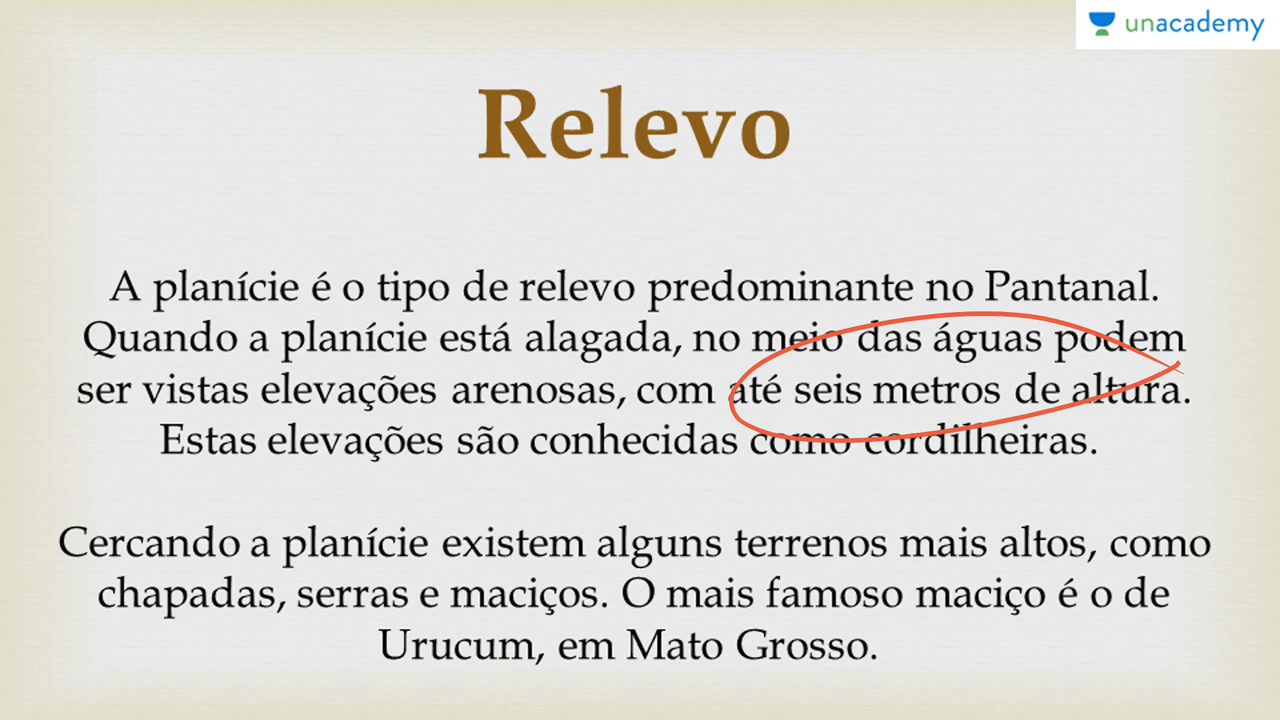 unacademy
Relevo
A planície é o tipo de relevo predominante no Pantanal.
Quando a planície está alagada, no meio das águas podem
ser vistas elevações arenosas, com até seis metros de altura.
Estas elevações são conhecidas como cordilheiras.
Cercando a planície existem alguns terrenos mais altos, como
chapadas, serras e maciços. O mais famoso maciço é o de
Urucum, em Mato Grosso.